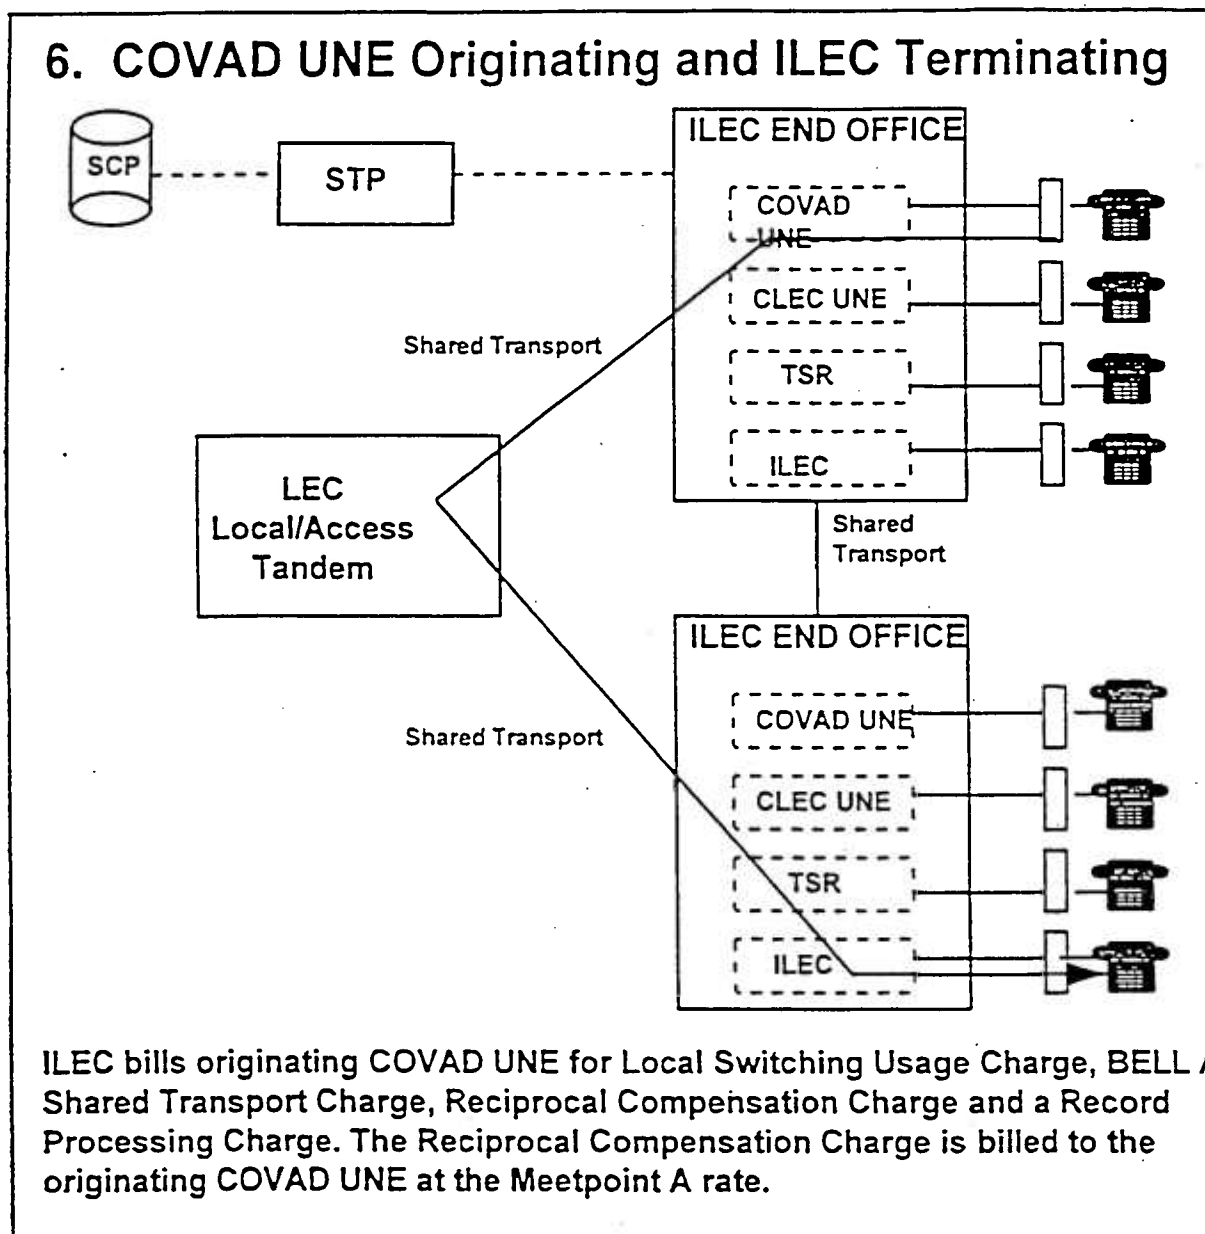 6. COVAD UNE Originating and ILEC Terminating
SCP
STP
ILEC END OFFICE
COVAD
UNE
CLEC UNE
TSR
ILEC
Shared Transport
LEC
Local/Access
Tandem
Shared
Transport
ILEC END OFFICE
COVAD UNE
CLEC UNE
TSR
ILEC
Shared Transport
ILEC bills originating COVAD UNE for Local Switching Usage Charge, BELL
Shared Transport Charge, Reciprocal Compensation Charge and a Record
Processing Charge. The Reciprocal Compensation Charge is billed to the
originating COVAD UNE at the Meetpoint A rate.